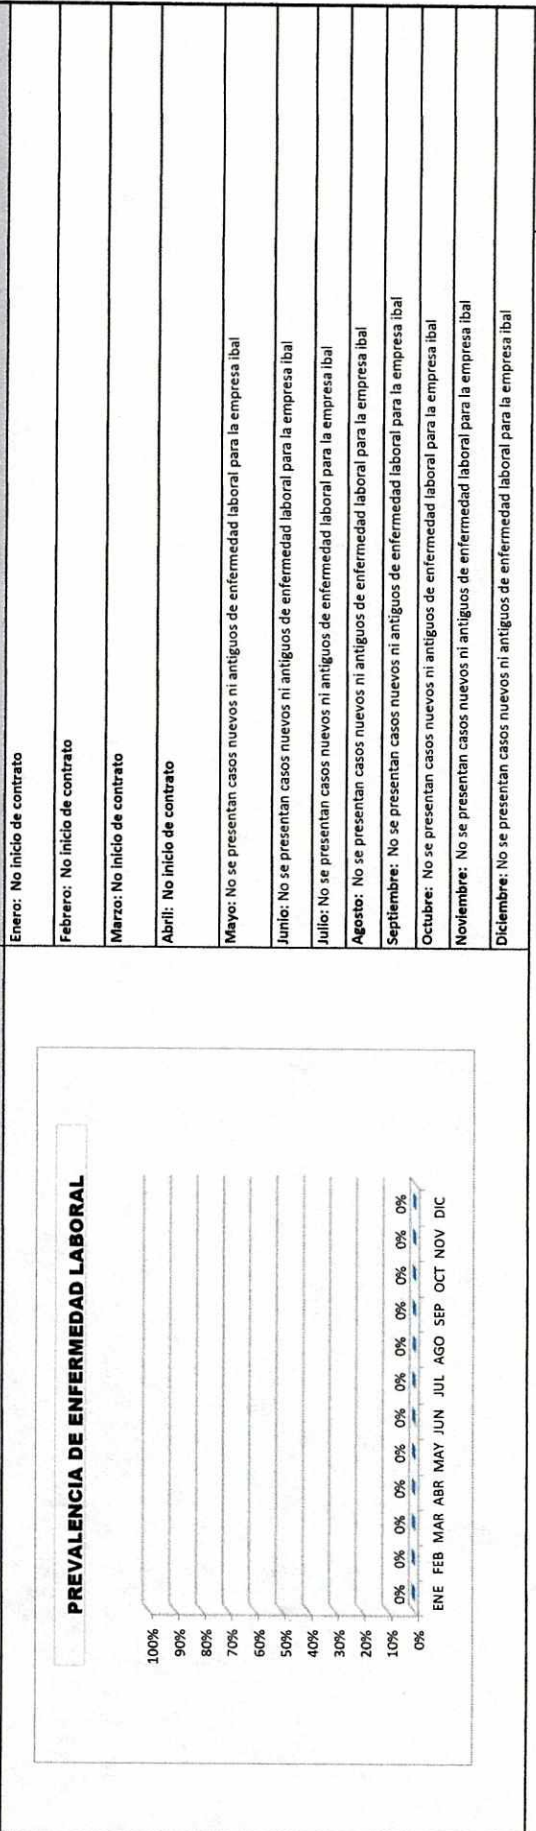 PREVALENCIA DE ENFERMEDAD LABORAL
100%
90%
80%
70%
60%
50%
40%
30%
20%
10%
0%
0% 0% 0% 0% 0% 0% 0% 0% 0% 0% 0% 0%
ENE FEB MAR ABR MAY JUN JUL AGO SEP OCT NOV DIC
Enero: No inicio de contrato
Febrero: No inicio de contrato
Marzo: No inicio de contrato
Abril: No inicio de contrato
Mayo: No se presentan casos nuevos ni antiguos de enfermedad laboral para la empresa ibal
Junio: No se presentan casos nuevos ni antiguos de enfermedad laboral para la empresa ibal
Julio: No se presentan casos nuevos ni antiguos de enfermedad laboral para la empresa ibal
Agosto: No se presentan casos nuevos ni antiguos de enfermedad laboral para la empresa ibal
Septiembre: No se presentan casos nuevos ni antiguos de enfermedad laboral para la empresa ibal
Octubre: No se presentan casos nuevos ni antiguos de enfermedad laboral para la empresa ibal
Noviembre: No se presentan casos nuevos ni antiguos de enfermedad laboral para la empresa ibal
Diciembre: No se presentan casos nuevos ni antiguos de enfermedad laboral para la empresa ibal